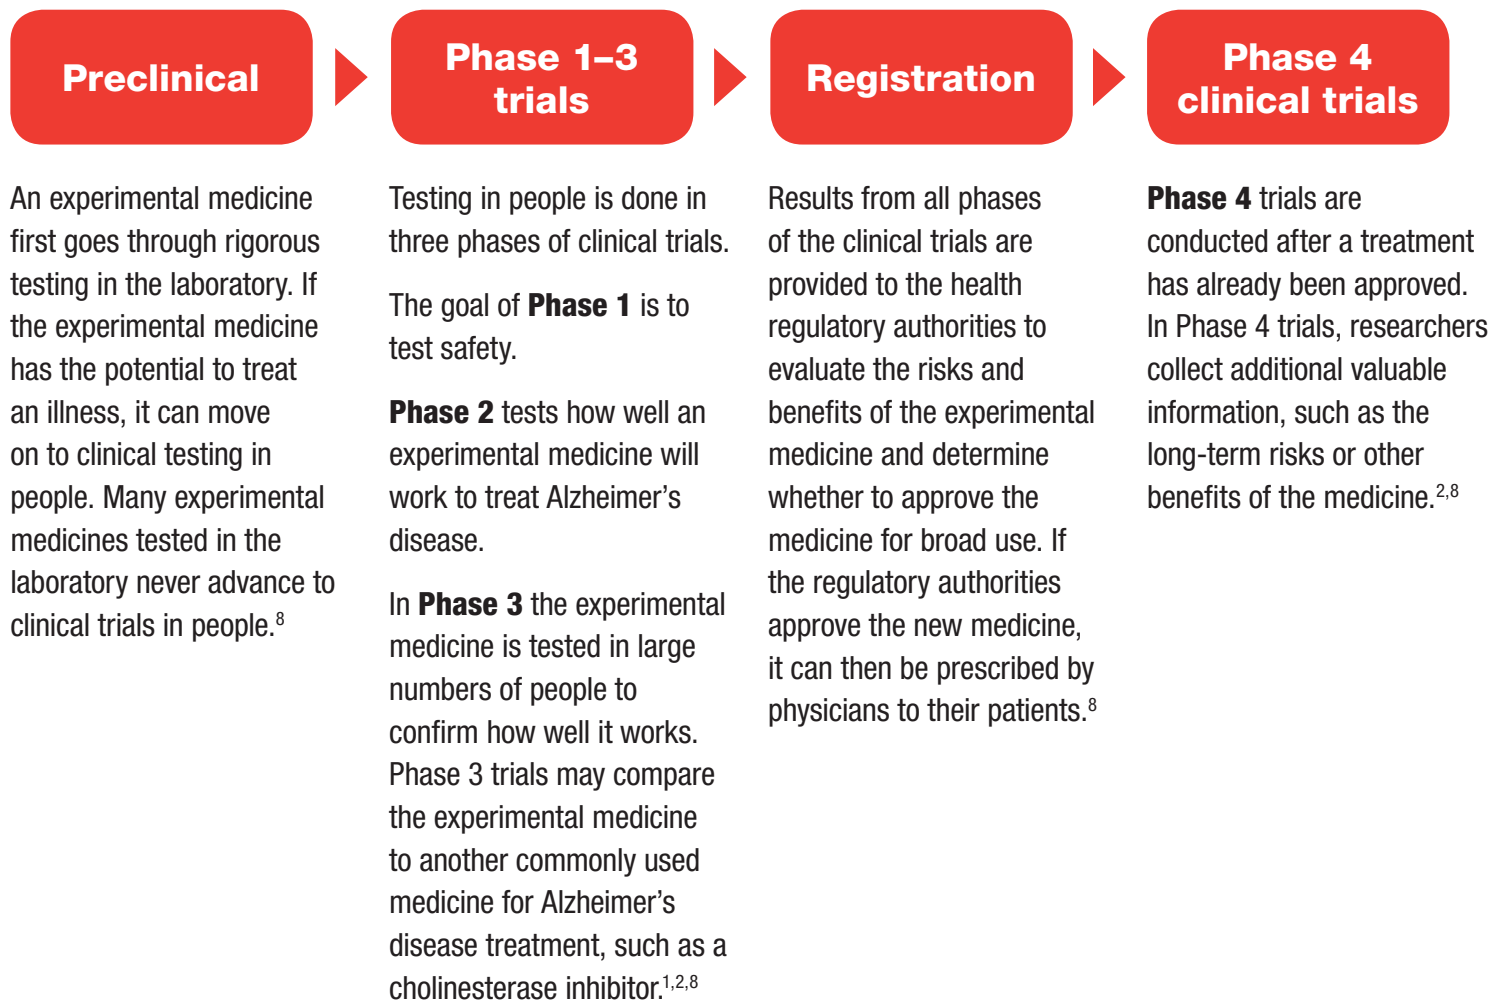 Preclinical
An experimental medicine
first goes through rigorous
testing in the laboratory. If
the experimental medicine
has the potential to treat
an illness, it can move
on to clinical testing in
people. Many experimental
medicines tested in the
laboratory never advance to
clinical trials in people.8
Phase 1–3
trials
Testing in people is done in
three phases of clinical trials.
The goal of Phase 1 is to
test safety.
Phase 2 tests how well an
experimental medicine will
work to treat Alzheimer’s
disease.
In Phase 3 the experimental
medicine is tested in large
numbers of people to
confirm how well it works.
Phase 3 trials may compare
the experimental medicine
to another commonly used
medicine for Alzheimer’s
disease treatment, such as a
cholinesterase inhibitor.1,2,8
Registration
Results from all phases
of the clinical trials are
provided to the health
regulatory authorities to
evaluate the risks and
benefits of the experimental
medicine and determine
whether to approve the
medicine for broad use. If
the regulatory authorities
approve the new medicine,
it can then be prescribed by
physicians to their patients.8
Phase 4
clinical trials
Phase 4 trials are
conducted after a treatment
has already been approved.
In Phase 4 trials, researchers
collect additional valuable
information, such as the
long-term risks or other
benefits of the medicine.2,8